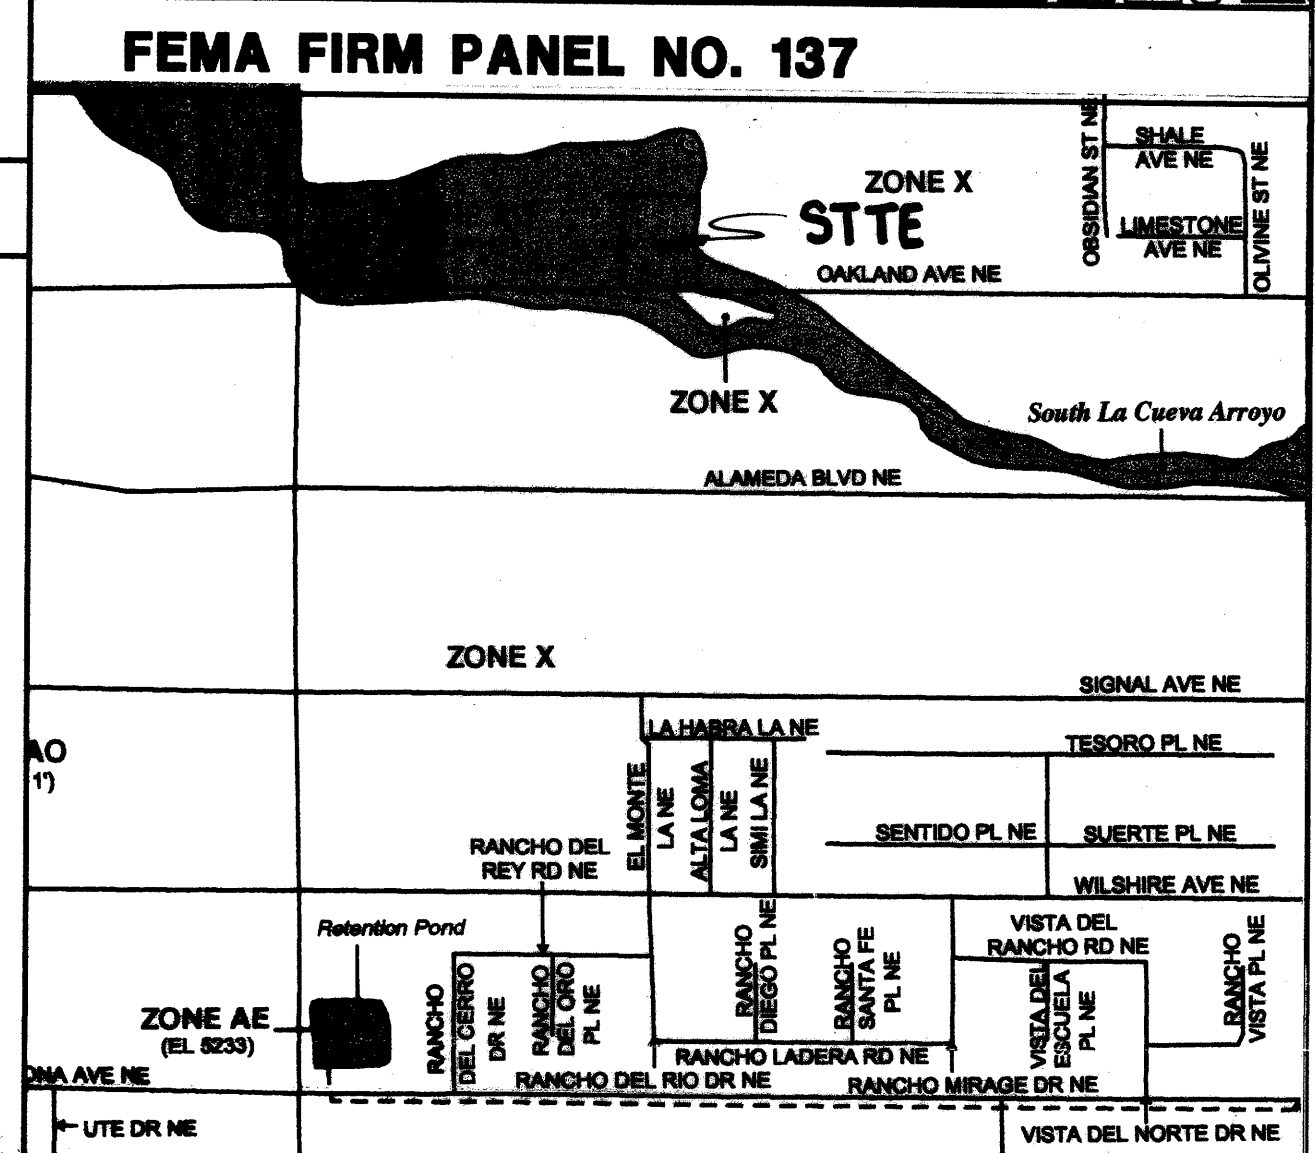 FEMA FIRM PANEL NO. 137
OBSIDIAN ST NE
SHALE
AVE NE
OLIVINE ST NE
ZONE X
STTE
LIMESTONE
AVE NE
OAKLAND AVE NE
ZONE X
South La Cueva Arroyo
ALAMEDA BLVD NE
ZONE X
SIGNAL AVE NE
LA HABRA LA NE
TESORO PL NE
AO
1')
EL MONTE
LA NE
ALTA LOMA
LA NE
SIMI LA NE
SENTIDO PL NE
SUERTE PL NE
RANCHO DEL
REY RD NE
WILSHIRE AVE NE
Retention Pond
RANCHO
DEL CERRO
DR NE
RANCHO
DEL ORO
PL NE
RANCHO
DIEGO PL NE
RANCHO
SANTA FE
PL NE
VISTA DEL
RANCHO RD NE
VISTA DEL
ESCUELA
PL NE
RANCHO
VISTA PL NE
ZONE AE
(EL 5233)
RANCHO LADERA RD NE
ONA AVE NE
RANCHO DEL RIO DR NE
RANCHO MIRAGE DR NE
UTE DR NE
VISTA DEL NORTE DR NE